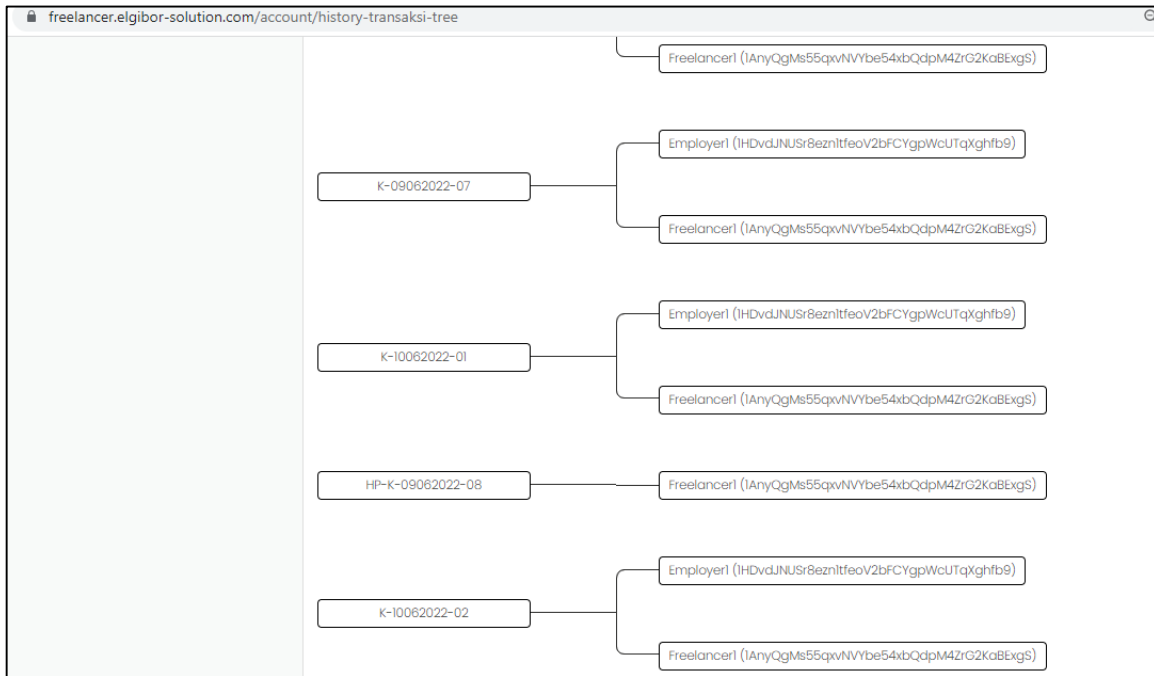 freelancer.elgibor-solution.com/account/history-transaksi-tree
Freelancer1 (1AnyQgMs55qxvNVYbe54xbQdpM4ZrG2KaBExgS)
Employer1 (1HDvdJNUSr8ezn1tfeoV2bFCYgpWcUTqXghfb9)
K-09062022-07
Freelancer1 (1AnyQgMs55qxvNVYbe54xbQdpM4ZrG2KaBExgS)
Employer1 (1HDvdJNUSr8ezn1tfeoV2bFCYgpWcUTqXghfb9)
K-10062022-01
Freelancer1 (1AnyQgMs55qxvNVYbe54xbQdpM4ZrG2KaBExgS)
HP-K-09062022-08
Freelancer1 (1AnyQgMs55qxvNVYbe54xbQdpM4ZrG2KaBExgS)
Employer1 (1HDvdJNUSr8ezn1tfeoV2bFCYgpWcUTqXghfb9)
K-10062022-02
Freelancer1 (1AnyQgMs55qxvNVYbe54xbQdpM4ZrG2KaBExgS)